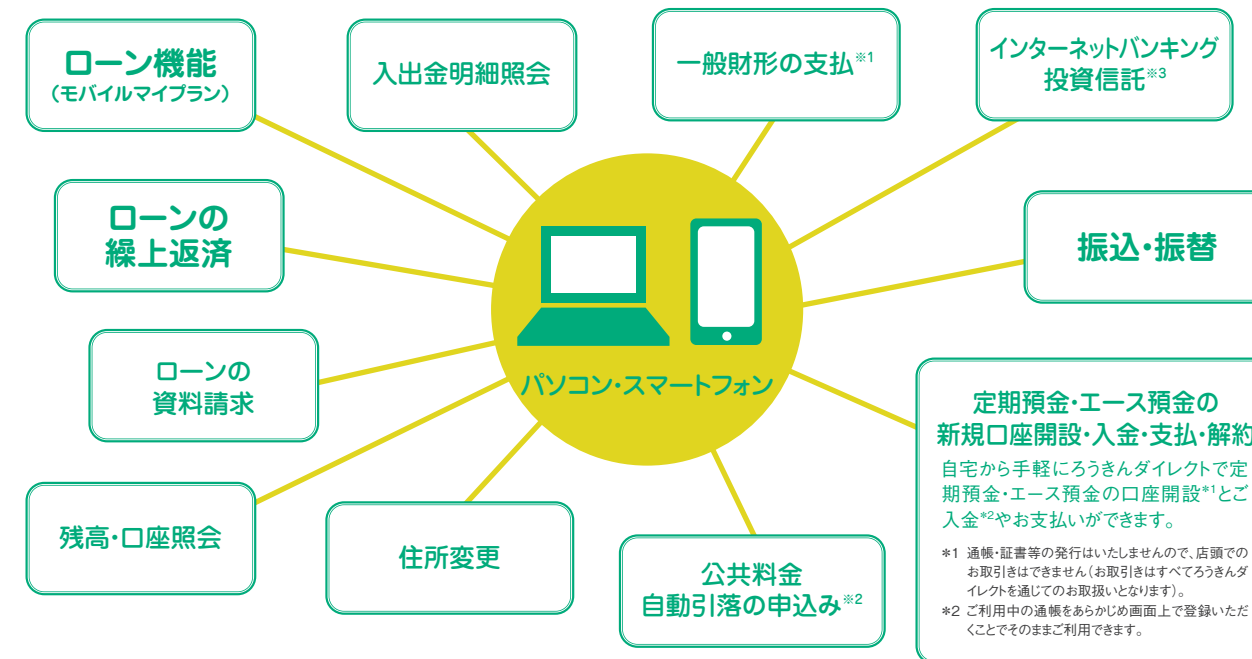 ローン機能
(モバイルマイプラン)
入出金明細照会
一般財形の支払※1
インターネットバンキング
投資信託※3
ローンの
繰上返済
振込・振替
ローンの
資料請求
パソコン・スマートフォン
定期預金・エース預金の
新規口座開設・入金・支払・解約
自宅から手軽にろうきんダイレクトで定
期預金・エース預金の口座開設*1とご
入金*2やお支払いができます。
*1 通帳・証書等の発行はいたしませんので、店頭での
お取引きはできません(お取引きはすべてろうきんダ
イレクトを通じてのお取扱いとなります)。
*2 ご利用中の通帳をあらかじめ画面上で登録いただ
くことでそのままご利用できます。
残高・口座照会
住所変更
公共料金
自動引落の申込み※2